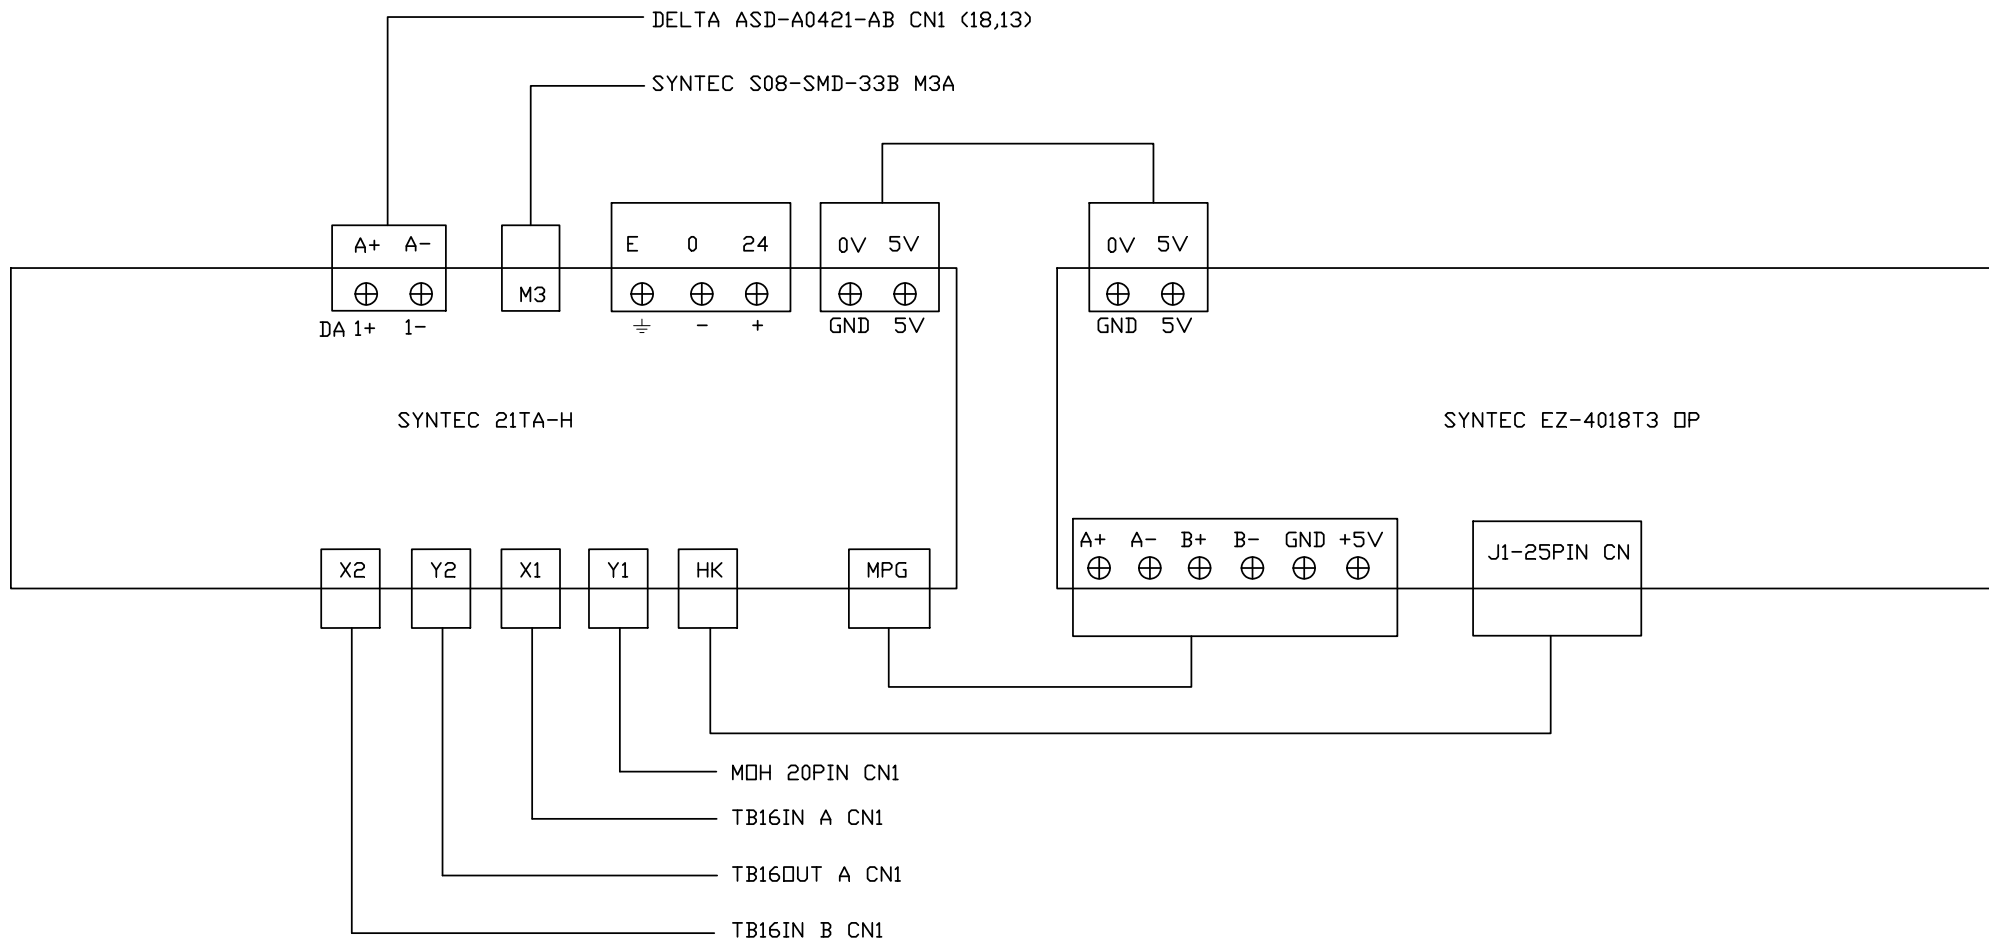 DELTA ASD-A0421-AB CN1 (18,13)
SYNTEC S08-SMD-33B M3A
A+ A-
E 0 24
0V 5V
0V 5V
M3
DA 1+ 1-
- +
GND 5V
GND 5V
SYNTEC 21TA-H
SYNTEC EZ-4018T3 OP
A+ A- B+ B- GND +5V
J1-25PIN CN
X2
Y2
X1
Y1
HK
MPG
MOH 20PIN CN1
TB16IN A CN1
TB16OUT A CN1
TB16IN B CN1